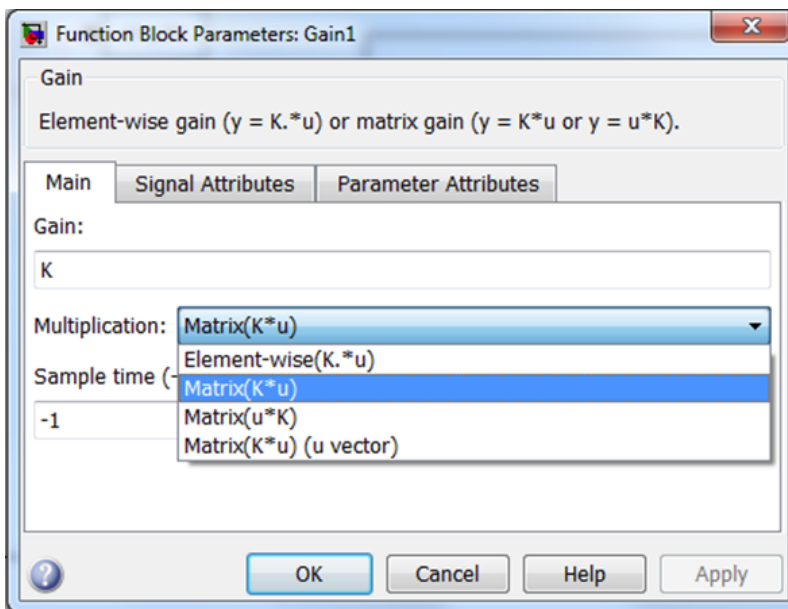 Function Block Parameters: Gain1
Gain
Element-wise gain (y = K.*u) or matrix gain (y = K*u or y = u*K).
Main Signal Attributes Parameter Attributes
Gain:
K
Multiplication: Matrix(K*u)
Element-wise(K.*u)
Sample time (-
Matrix(K*u)
-1
Matrix(u*K)
Matrix(K*u) (u vector)
OK Cancel Help Apply